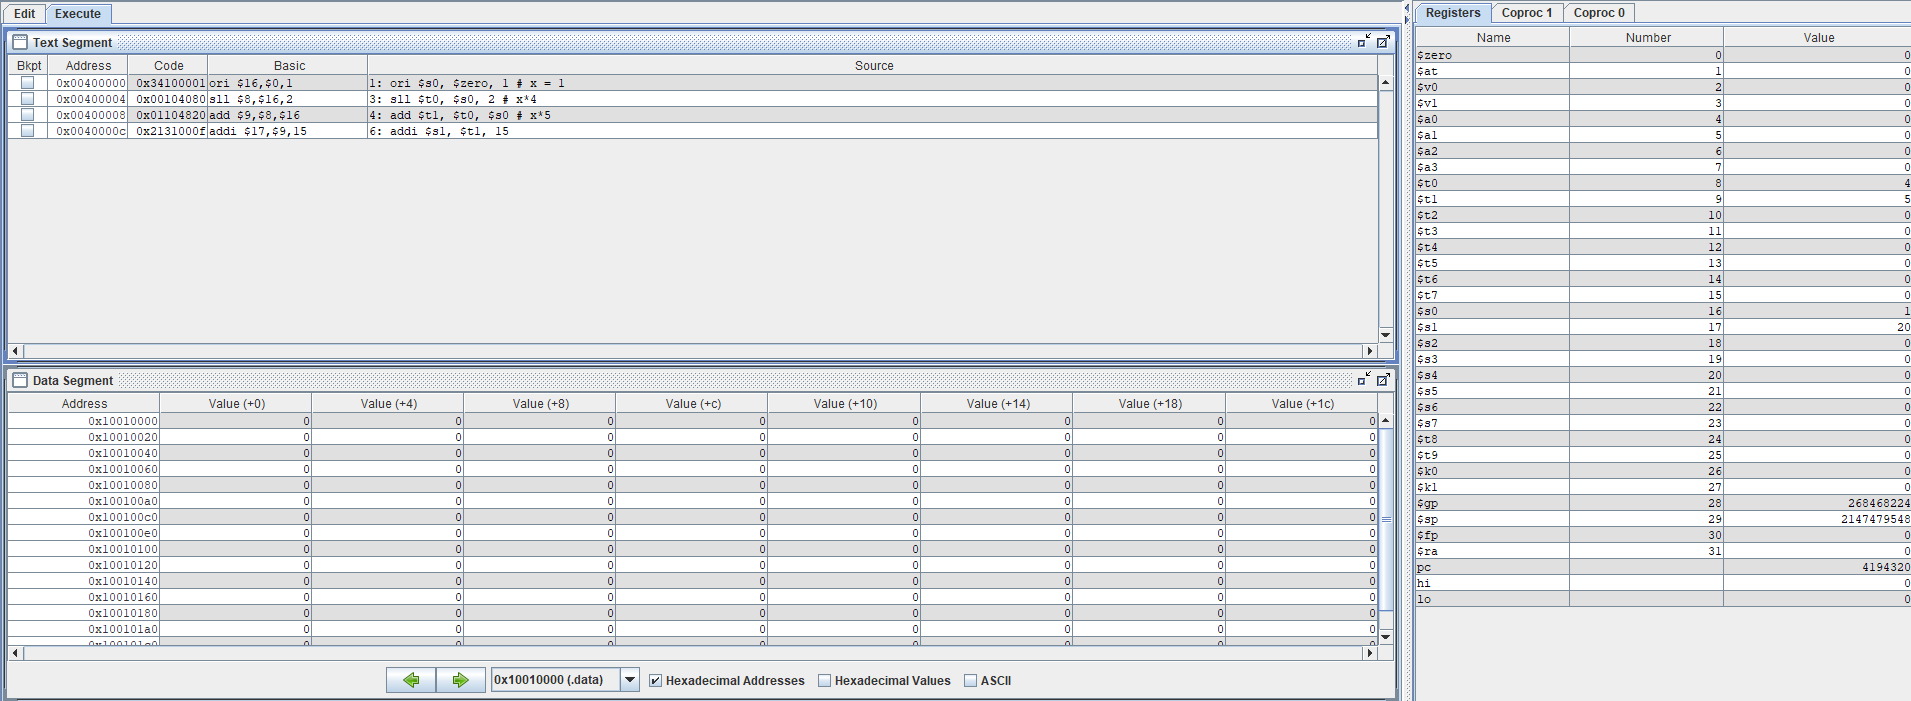 Edit Execute
Text Segment
Bkpt Address Code Basic Source
0x00400000 0x34100001 ori $16,$0,1 1: ori $s0, $zero, 1 # x = 1
0x00400004 0x00104080 sll $8,$16,2 3: sll $t0, $s0, 2 # x*4
0x00400008 0x01104820 add $9,$8,$16 4: add $t1, $t0, $s0 # x*5
0x0040000c 0x2131000f addi $17,$9,15 6: addi $s1, $t1, 15
Data Segment
Address Value (+0) Value (+4) Value (+8) Value (+c) Value (+10) Value (+14) Value (+18) Value (+1c)
0x10010000 0 0 0 0 0 0 0 0
0x10010020 0 0 0 0 0 0 0 0
0x10010040 0 0 0 0 0 0 0 0
0x10010060 0 0 0 0 0 0 0 0
0x10010080 0 0 0 0 0 0 0 0
0x100100a0 0 0 0 0 0 0 0 0
0x100100c0 0 0 0 0 0 0 0 0
0x100100e0 0 0 0 0 0 0 0 0
0x10010100 0 0 0 0 0 0 0 0
0x10010120 0 0 0 0 0 0 0 0
0x10010140 0 0 0 0 0 0 0 0
0x10010160 0 0 0 0 0 0 0 0
0x10010180 0 0 0 0 0 0 0 0
0x100101a0 0 0 0 0 0 0 0 0
0x100101c0 0 0 0 0 0 0 0 0
0x10010000 (.data) Hexadecimal Addresses Hexadecimal Values ASCII
Registers Coproc 1 Coproc 0
Name Number Value
$zero 0 0
$at 1 0
$v0 2 0
$v1 3 0
$a0 4 0
$a1 5 0
$a2 6 0
$a3 7 0
$t0 8 4
$t1 9 5
$t2 10 0
$t3 11 0
$t4 12 0
$t5 13 0
$t6 14 0
$t7 15 0
$s0 16 1
$s1 17 20
$s2 18 0
$s3 19 0
$s4 20 0
$s5 21 0
$s6 22 0
$s7 23 0
$t8 24 0
$t9 25 0
$k0 26 0
$k1 27 0
$gp 28 268468224
$sp 29 2147479548
$fp 30 0
$ra 31 0
pc 4194320
hi 0
lo 0